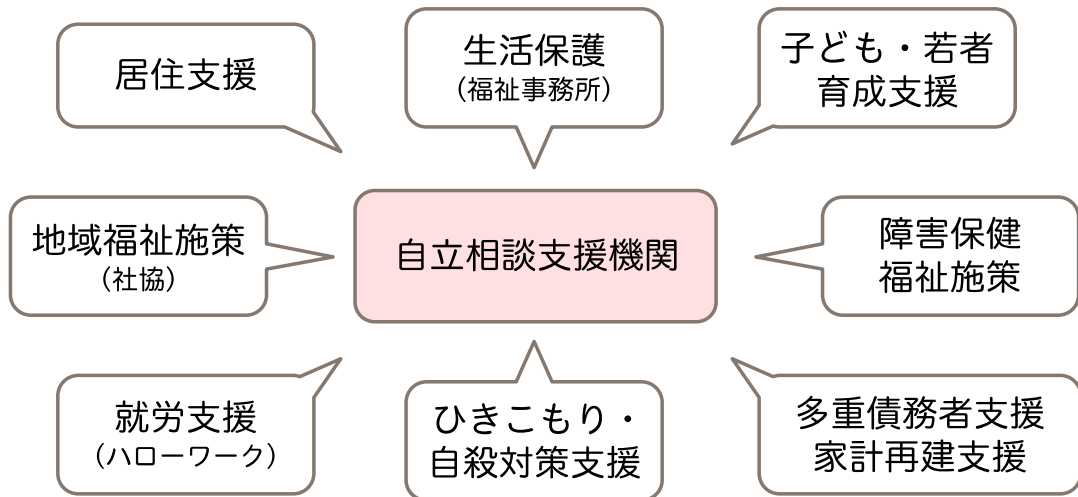 居住支援
生活保護
（福祉事務所）
子ども・若者
育成支援
地域福祉施策
（社協）
自立相談支援機関
障害保健
福祉施策
就労支援
（ハローワーク）
ひきこもり・
自殺対策支援
多重債務者支援
家計再建支援